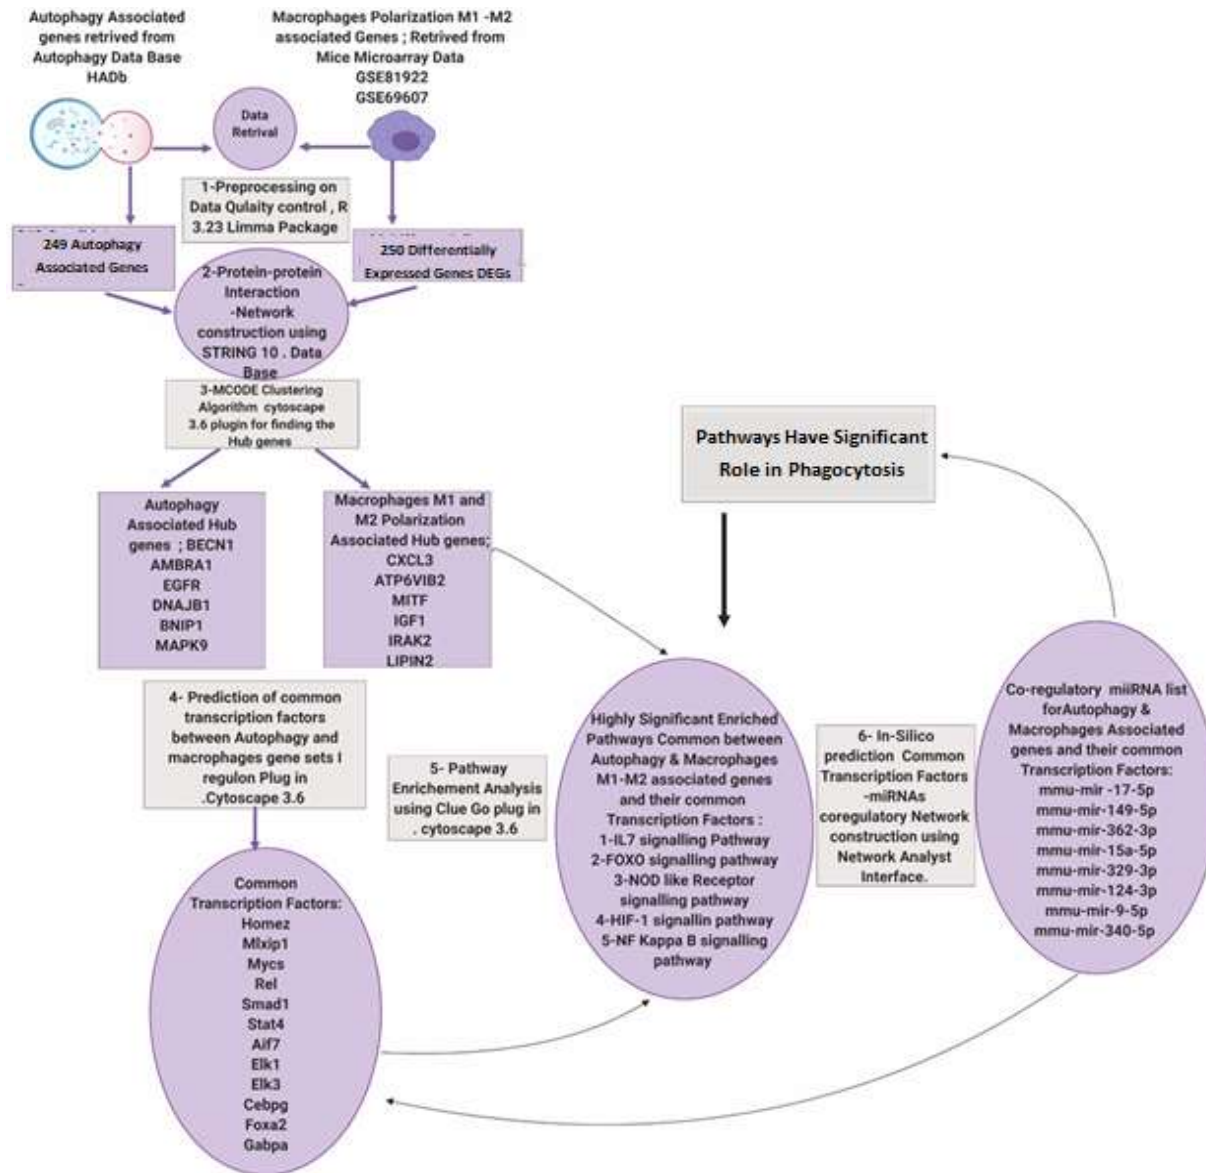 Autophagy Associated
genes retrived from
Autophagy Data Base
HADb
Macrophages Polarization M1 -M2
associated Genes ; Retrived from
Mice Microarray Data
GSE81922
GSE69607
Data
Retrival
1-Preprocessing on
Data Qulaity control , R
3.23 Limma Package
249 Autophagy
Associated Genes
250 Differentially
Expressed Genes DEGs
2-Protein-protein
Interaction
-Network
construction using
STRING 10 . Data
Base
3-MCODE Clustering
Algorithm cytoscape
3.6 plugin for finding the
Hub genes
Autophagy
Associated Hub
genes ; BECN1
AMBRA1
EGFR
DNAJB1
BNIP1
MAPK9
Macrophages M1 and
M2 Polarization
Associated Hub genes;
CXCL3
ATP6VIB2
MITF
IGF1
IRAK2
LIPIN2
4- Prediction of common
transcription factors
between Autophagy and
macrophages gene sets I
regulon Plug in
.Cytoscape 3.6
Common
Transcription Factors:
Homez
Mlxip1
Mycs
Rel
Smad1
Stat4
Aif7
Elk1
Elk3
Cebpg
Foxa2
Gabpa
5- Pathway
Enrichement Analysis
using Clue Go plug in
. cytoscape 3.6
Pathways Have Significant
Role in Phagocytosis
Highly Significant Enriched
Pathways Common between
Autophagy & Macrophages
M1-M2 associated genes
and their common
Transcription Factors :
1-IL7 signalling Pathway
2-FOXO signalling pathway
3-NOD like Receptor
signalling pathway
4-HIF-1 signallin pathway
5-NF Kappa B signalling
pathway
6- In-Silico
prediction Common
Transcription Factors
-miRNAs
coregulatory Network
construction using
Network Analyst
Interface.
Co-regulatory miiRNA list
forAutophagy &
Macrophages Associated
genes and their common
Transcription Factors:
mmu-mir -17-5p
mmu-mir-149-5p
mmu-mir-362-3p
mmu-mir-15a-5p
mmu-mir-329-3p
mmu-mir-124-3p
mmu-mir-9-5p
mmu-mir-340-5p